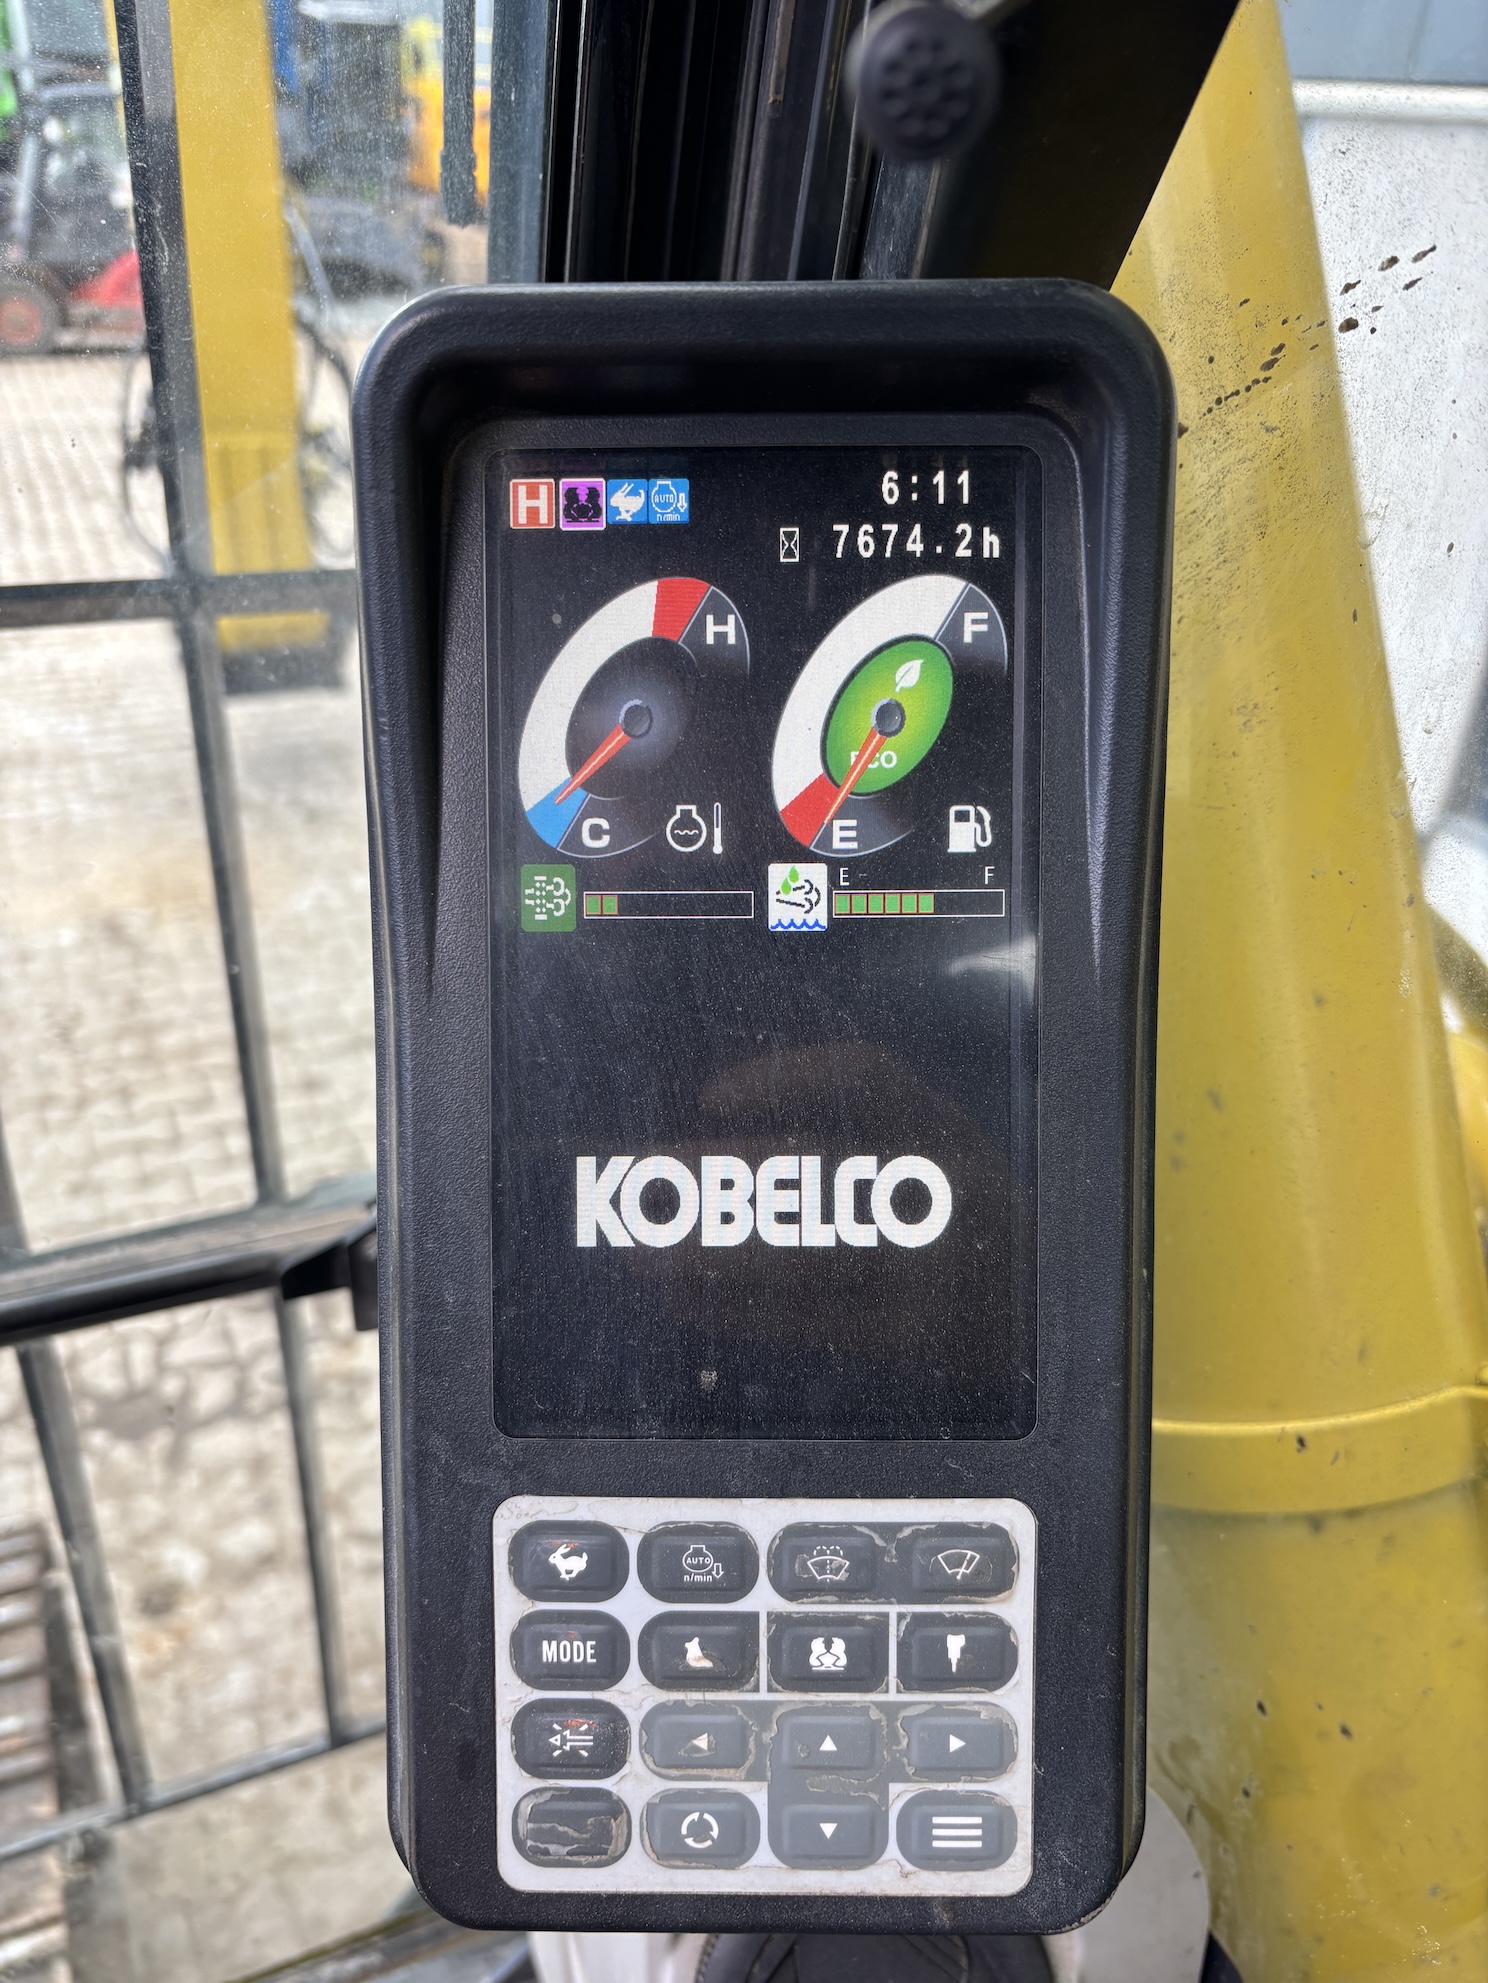 H
AUTO
n/min
6:11
7674.2h
H
F
ECO
C
E
E
F
KOBELCO
AUTO
n/min
MODE